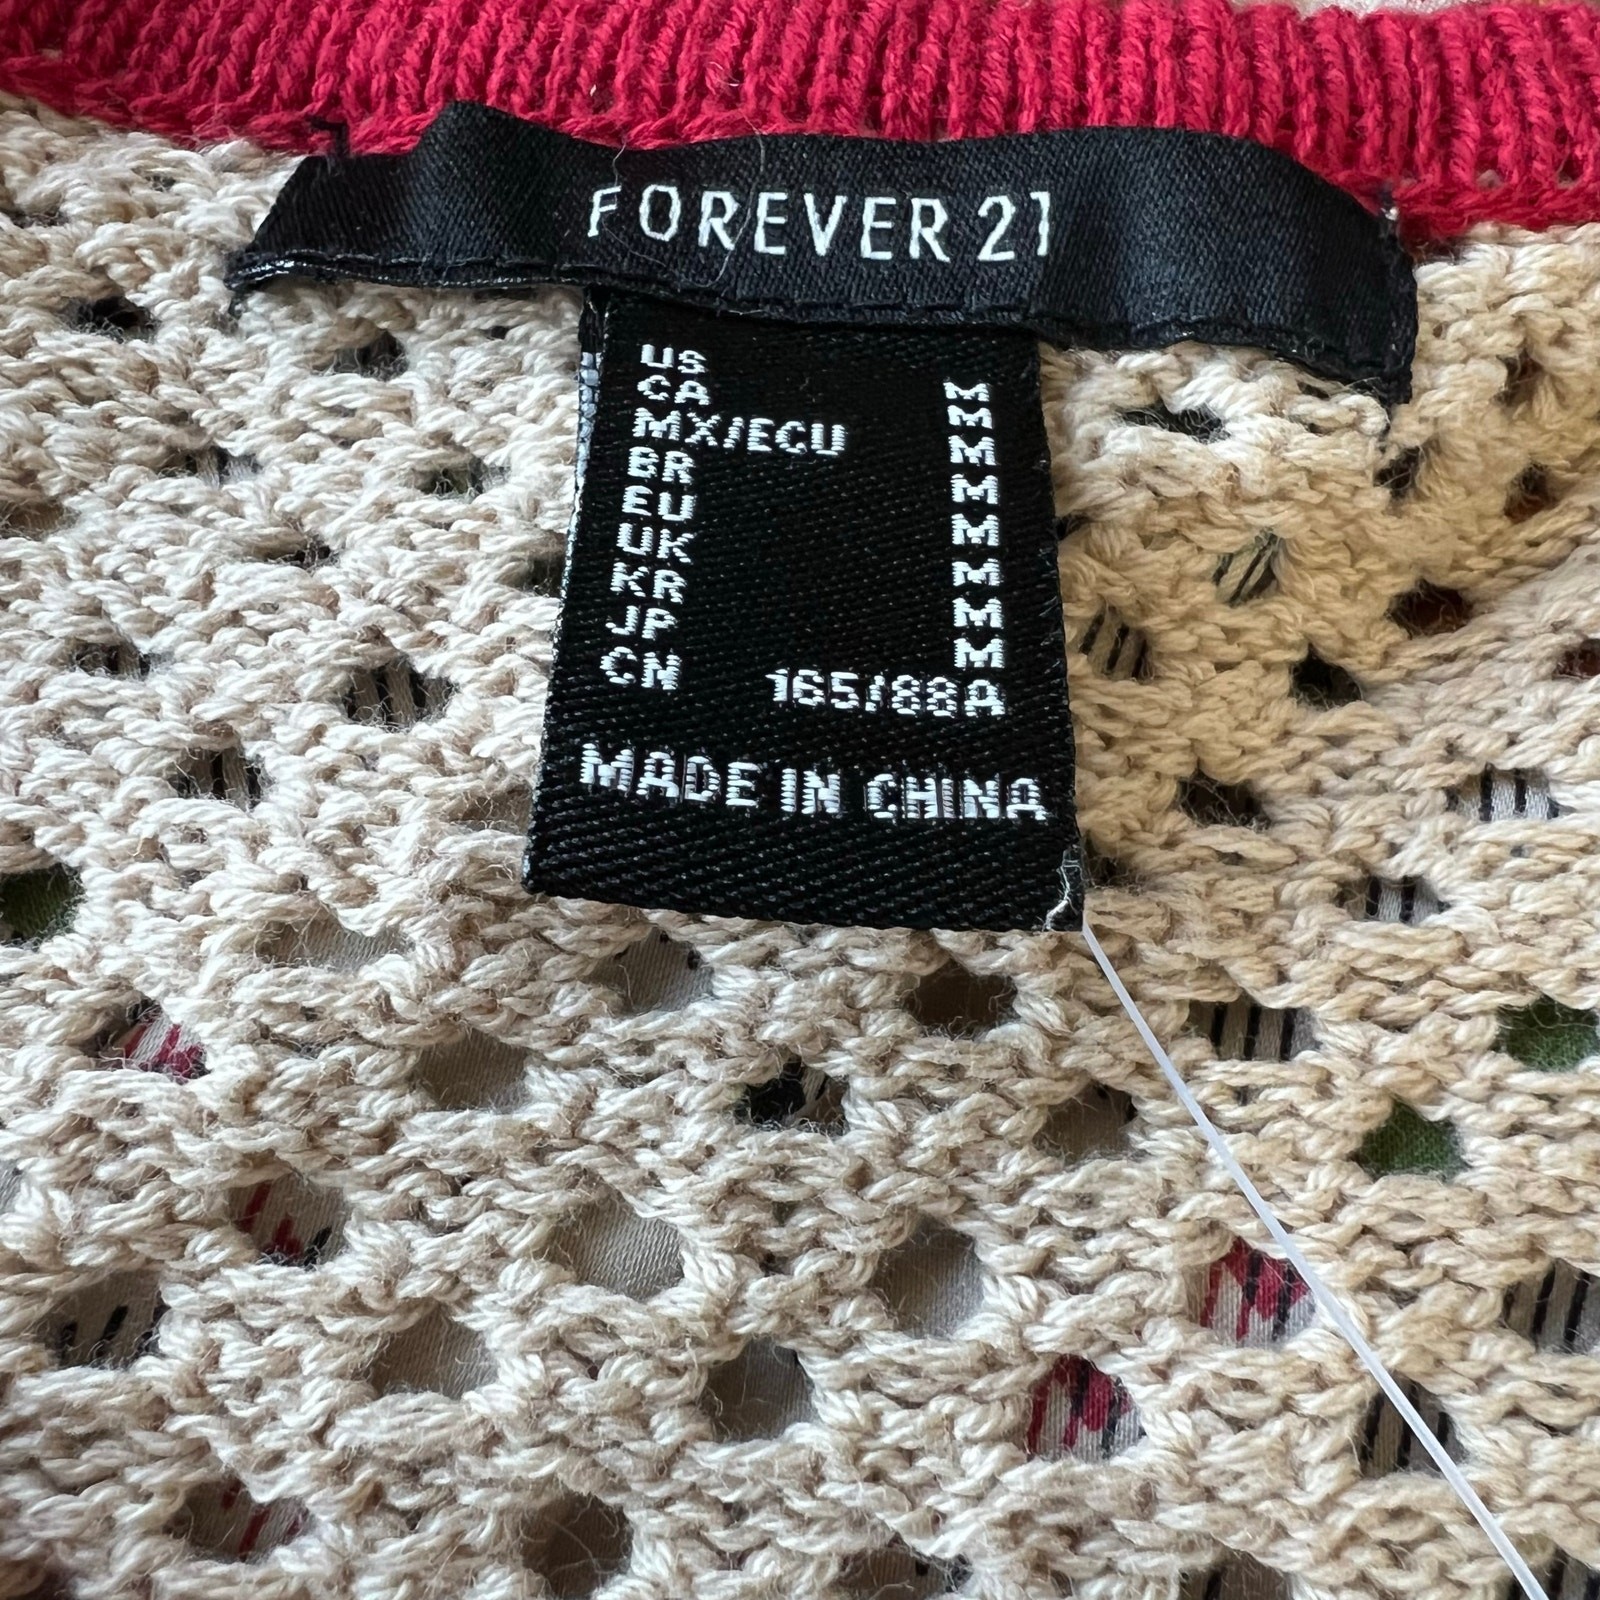 FOREVER 21
US M
CA M
MX/ECU M
BR M
EU M
UK M
KR M
JP M
CN 165/88A
MADE IN CHINA